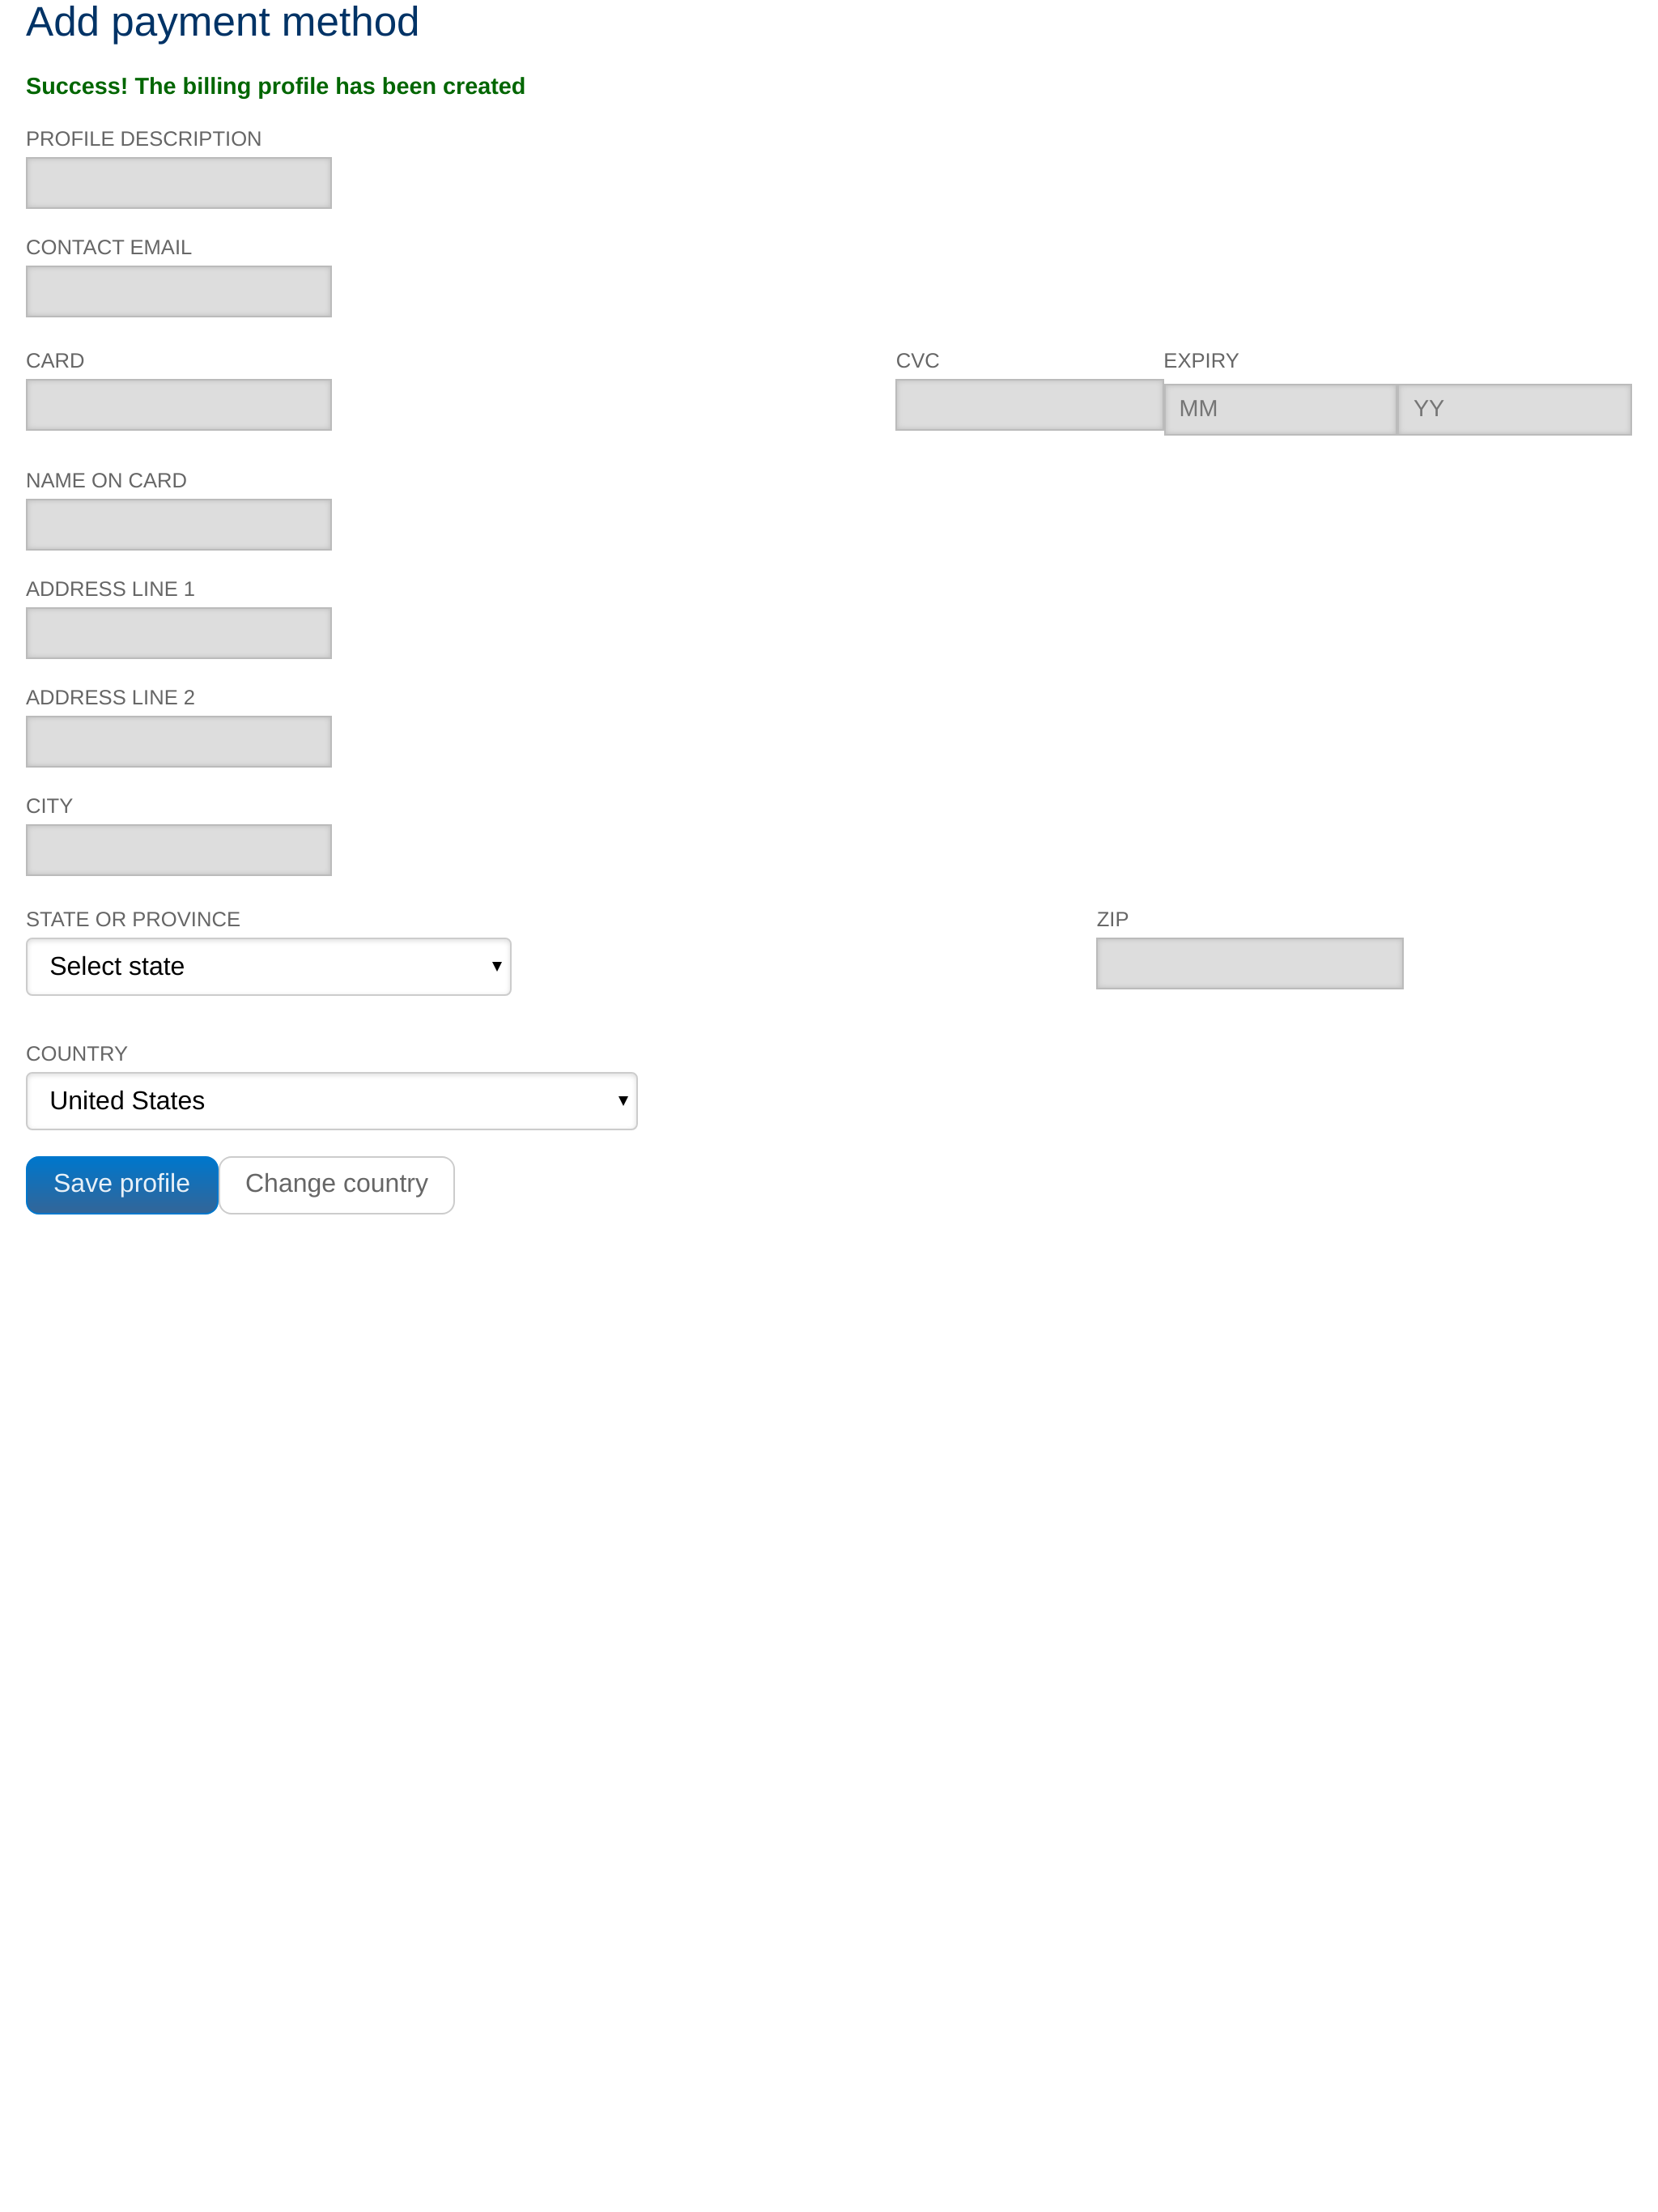 Add payment method
Success! The billing profile has been created
PROFILE DESCRIPTION
CONTACT EMAIL
CARD CVC EXPIRY
MM YY
NAME ON CARD
ADDRESS LINE 1
ADDRESS LINE 2
CITY
STATE OR PROVINCE ZIP
Select state
COUNTRY
United States
Save profile Change country